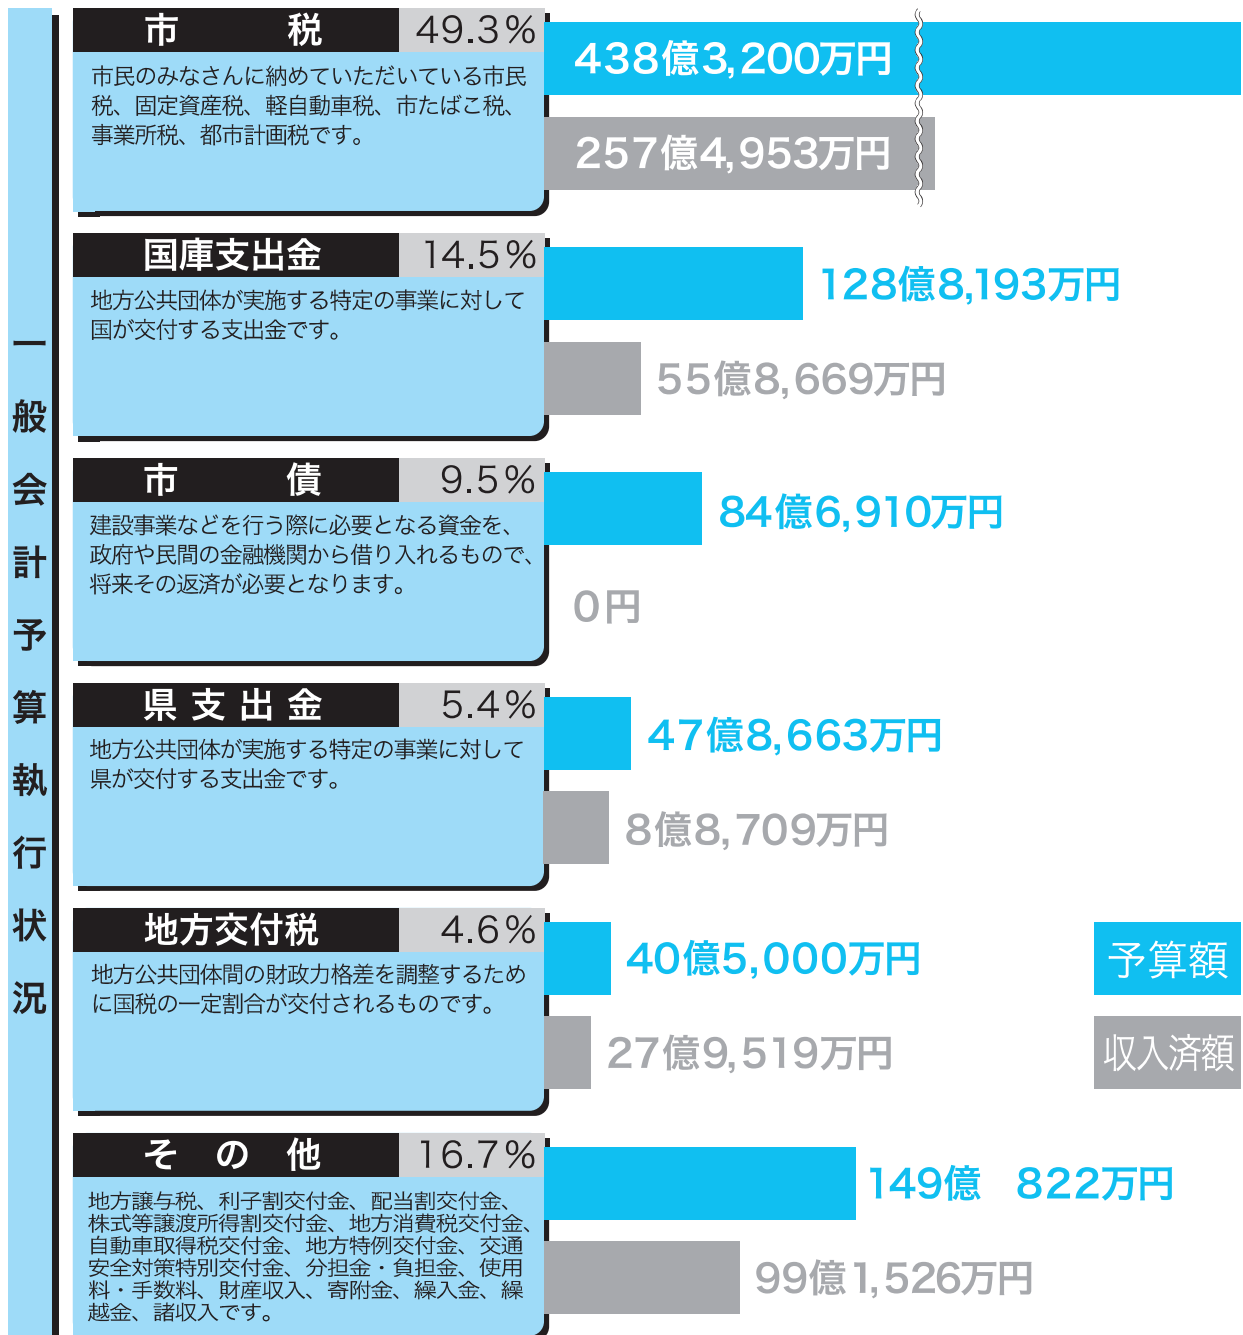 一般会計予算執行状況
市税 49.3%
市民のみなさんに納めていただいている市民
税、固定資産税、軽自動車税、市たばこ税、
事業所税、都市計画税です。
438億3,200万円
257億4,953万円
国庫支出金 14.5%
地方公共団体が実施する特定の事業に対して
国が交付する支出金です。
128億8,193万円
55億8,669万円
市債 9.5%
建設事業などを行う際に必要となる資金を、
政府や民間の金融機関から借り入れるもので、
将来その返済が必要となります。
84億6,910万円
0円
県支出金 5.4%
地方公共団体が実施する特定の事業に対して
県が交付する支出金です。
47億8,663万円
8億8,709万円
地方交付税 4.6%
地方公共団体間の財政力格差を調整するため
に国税の一定割合が交付されるものです。
40億5,000万円
27億9,519万円
予算額
収入済額
その他 16.7%
地方譲与税、利子割交付金、配当割交付金、
株式等譲渡所得割交付金、地方消費税交付金、
自動車取得税交付金、地方特例交付金、交通
安全対策特別交付金、分担金・負担金、使用
料・手数料、財産収入、寄附金、繰入金、繰
越金、諸収入です。
149億 822万円
99億1,526万円